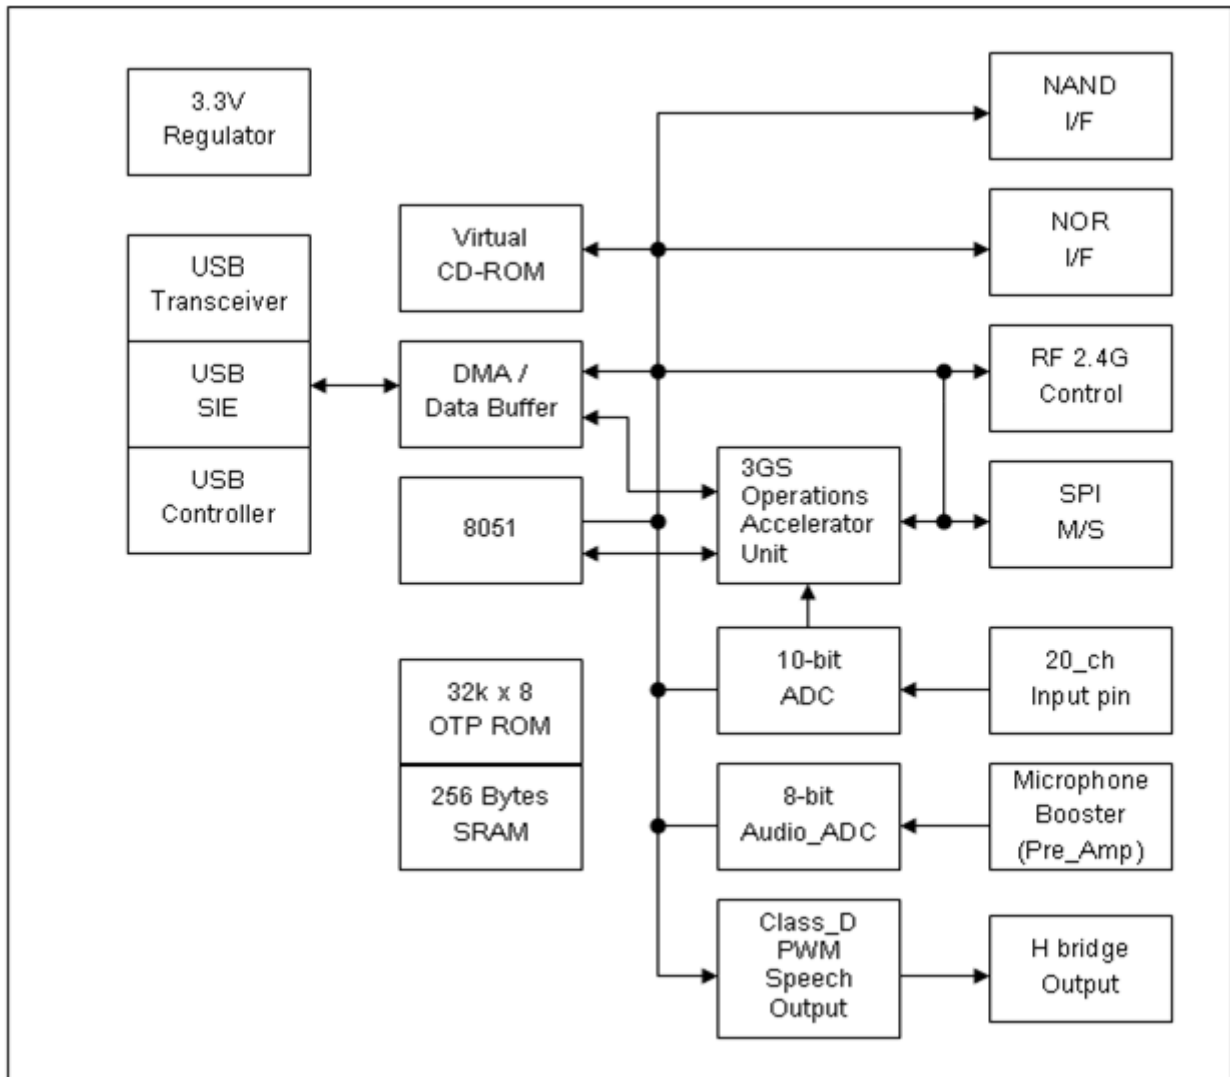 3.3V
Regulator
USB
Transceiver
USB
SIE
USB
Controller
Virtual
CD-ROM
DMA /
Data Buffer
8051
32k x 8
OTP ROM
256 Bytes
SRAM
3GS
Operations
Accelerator
Unit
10-bit
ADC
8-bit
Audio_ADC
Class_D
PWM
Speech
Output
NAND
I/F
NOR
I/F
RF 2.4G
Control
SPI
M/S
20_ch
Input pin
Microphone
Booster
(Pre_Amp)
H bridge
Output